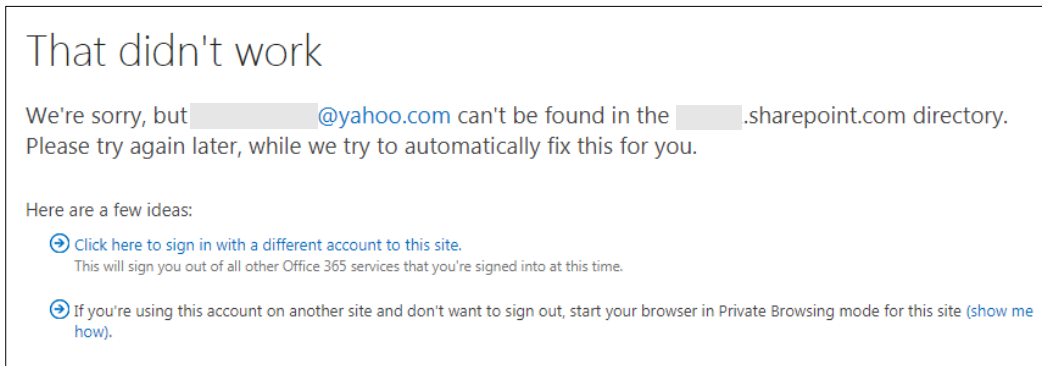 That didn't work
We're sorry, but @yahoo.com can't be found in the .sharepoint.com directory.
Please try again later, while we try to automatically fix this for you.
Here are a few ideas:
Click here to sign in with a different account to this site.
This will sign you out of all other Office 365 services that you're signed into at this time.
If you're using this account on another site and don't want to sign out, start your browser in Private Browsing mode for this site (show me
how).